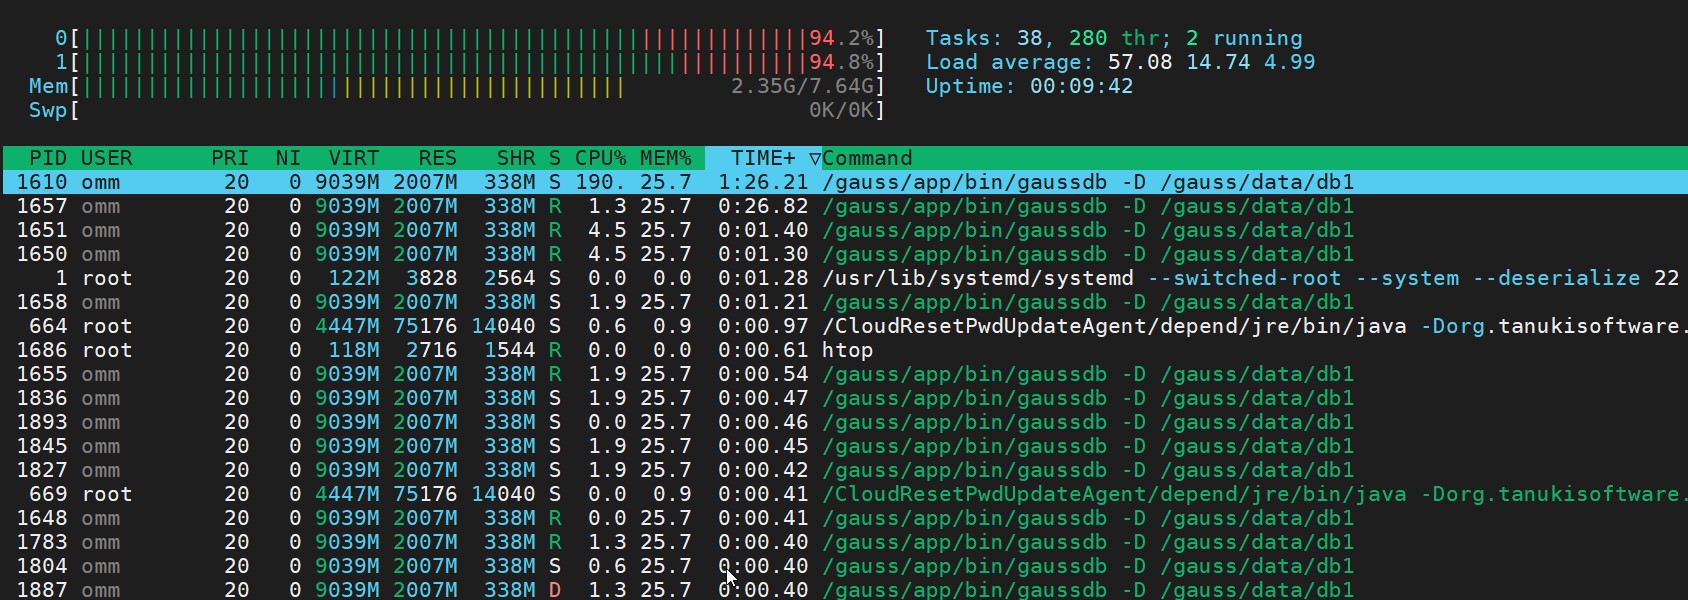 0[||||||||||||||||||||||||||||||||||||||||||||||||||||||||94.2%] Tasks: 38, 280 thr; 2 running
1[||||||||||||||||||||||||||||||||||||||||||||||||||||||||94.8%] Load average: 57.08 14.74 4.99
Mem[||||||||||||||||||||||||||||||||||||||||||2.35G/7.64G] Uptime: 00:09:42
Swp[0K/0K]
PID USER PRI NI VIRT RES SHR S CPU% MEM% TIME+ ▽Command
1610 omm 20 0 9039M 2007M 338M S 190. 25.7 1:26.21 /gauss/app/bin/gaussdb -D /gauss/data/db1
1657 omm 20 0 9039M 2007M 338M R 1.3 25.7 0:26.82 /gauss/app/bin/gaussdb -D /gauss/data/db1
1651 omm 20 0 9039M 2007M 338M R 4.5 25.7 0:01.40 /gauss/app/bin/gaussdb -D /gauss/data/db1
1650 omm 20 0 9039M 2007M 338M R 4.5 25.7 0:01.30 /gauss/app/bin/gaussdb -D /gauss/data/db1
1 root 20 0 122M 3828 2564 S 0.0 0.0 0:01.28 /usr/lib/systemd/systemd --switched-root --system --deserialize 22
1658 omm 20 0 9039M 2007M 338M S 1.9 25.7 0:01.21 /gauss/app/bin/gaussdb -D /gauss/data/db1
664 root 20 0 4447M 75176 14040 S 0.6 0.9 0:00.97 /CloudResetPwdUpdateAgent/depend/jre/bin/java -Dorg.tanukisoftware.
1686 root 20 0 118M 2716 1544 R 0.0 0.0 0:00.61 htop
1655 omm 20 0 9039M 2007M 338M R 1.9 25.7 0:00.54 /gauss/app/bin/gaussdb -D /gauss/data/db1
1836 omm 20 0 9039M 2007M 338M S 1.9 25.7 0:00.47 /gauss/app/bin/gaussdb -D /gauss/data/db1
1893 omm 20 0 9039M 2007M 338M S 0.0 25.7 0:00.46 /gauss/app/bin/gaussdb -D /gauss/data/db1
1845 omm 20 0 9039M 2007M 338M S 1.9 25.7 0:00.45 /gauss/app/bin/gaussdb -D /gauss/data/db1
1827 omm 20 0 9039M 2007M 338M S 1.9 25.7 0:00.42 /gauss/app/bin/gaussdb -D /gauss/data/db1
669 root 20 0 4447M 75176 14040 S 0.0 0.9 0:00.41 /CloudResetPwdUpdateAgent/depend/jre/bin/java -Dorg.tanukisoftware.
1648 omm 20 0 9039M 2007M 338M R 0.0 25.7 0:00.41 /gauss/app/bin/gaussdb -D /gauss/data/db1
1783 omm 20 0 9039M 2007M 338M R 1.3 25.7 0:00.40 /gauss/app/bin/gaussdb -D /gauss/data/db1
1804 omm 20 0 9039M 2007M 338M S 0.6 25.7 0:00.40 /gauss/app/bin/gaussdb -D /gauss/data/db1
1887 omm 20 0 9039M 2007M 338M D 1.3 25.7 0:00.40 /gauss/app/bin/gaussdb -D /gauss/data/db1